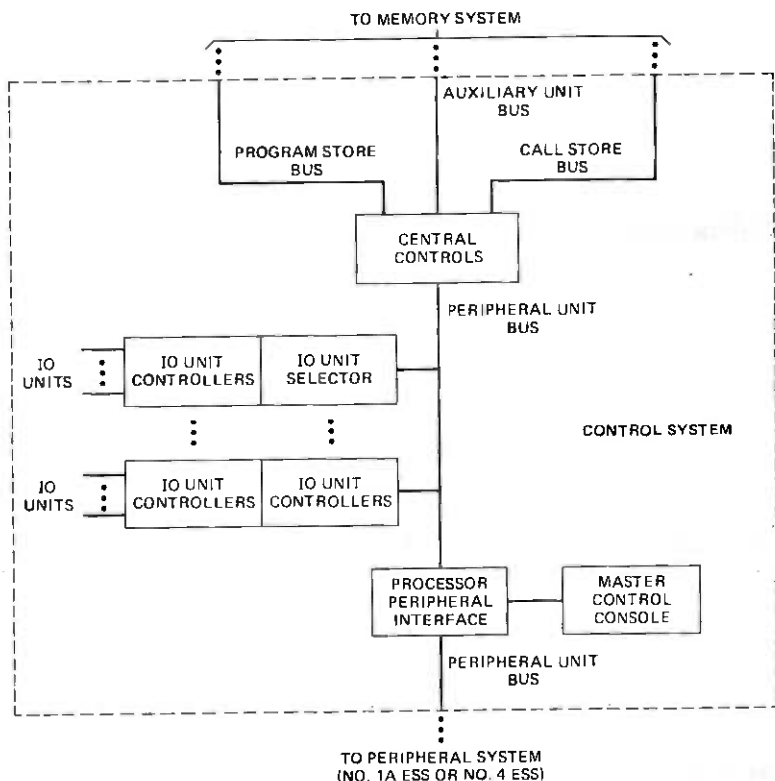 TO MEMORY SYSTEM
AUXILIARY UNIT
BUS
PROGRAM STORE
BUS
CALL STORE
BUS
CENTRAL
CONTROLS
PERIPHERAL UNIT
BUS
IO
UNITS
IO UNIT
CONTROLLERS
IO UNIT
SELECTOR
CONTROL SYSTEM
IO
UNITS
IO UNIT
CONTROLLERS
IO UNIT
CONTROLLERS
PROCESSOR
PERIPHERAL
INTERFACE
MASTER
CONTROL
CONSOLE
PERIPHERAL UNIT
BUS
TO PERIPHERAL SYSTEM
(NO. 1A ESS OR NO. 4 ESS)